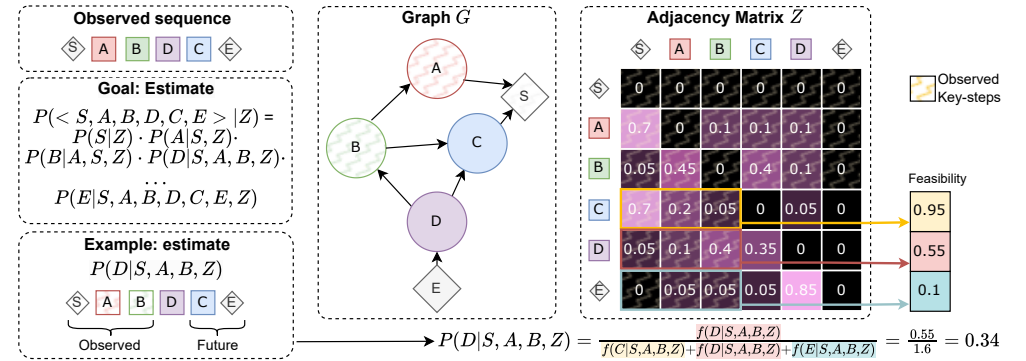 Observed sequence
S A B D C E
Goal: Estimate
P(< S, A, B, D, C, E > |Z) =
P(S|Z) · P(A|S, Z)·
P(B|A, S, Z) · P(D|S, A, B, Z)·
. . .
P(E|S, A, B, D, C, E, Z)
Example: estimate
P(D|S, A, B, Z)
S A B D C E
Observed Future
Graph G
A
S
B
C
D
E
Adjacency Matrix Z
S A B C D E
S 0 0 0 0 0 0
A 0.7 0 0.1 0.1 0.1 0
B 0.05 0.45 0 0.4 0.1 0
C 0.7 0.2 0.05 0 0.05 0
D 0.05 0.1 0.4 0.35 0 0
E 0 0.05 0.05 0.05 0.85 0
Observed
Key-steps
Feasibility
0.95
0.55
0.1
P(D|S, A, B, Z) = f(D|S,A,B,Z) / f(C|S,A,B,Z)+f(D|S,A,B,Z)+f(E|S,A,B,Z) = 0.55 / 1.6 = 0.34